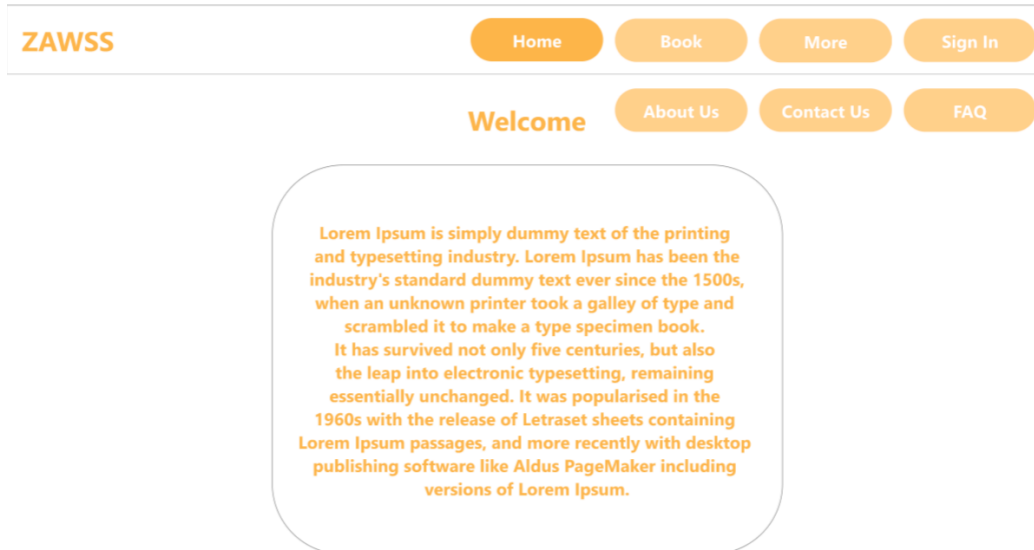 ZAWSS
Home
Book
More
Sign In
Welcome
About Us
Contact Us
FAQ
Lorem Ipsum is simply dummy text of the printing
and typesetting industry. Lorem Ipsum has been the
industry's standard dummy text ever since the 1500s,
when an unknown printer took a galley of type and
scrambled it to make a type specimen book.
It has survived not only five centuries, but also
the leap into electronic typesetting, remaining
essentially unchanged. It was popularised in the
1960s with the release of Letraset sheets containing
Lorem Ipsum passages, and more recently with desktop
publishing software like Aldus PageMaker including
versions of Lorem Ipsum.